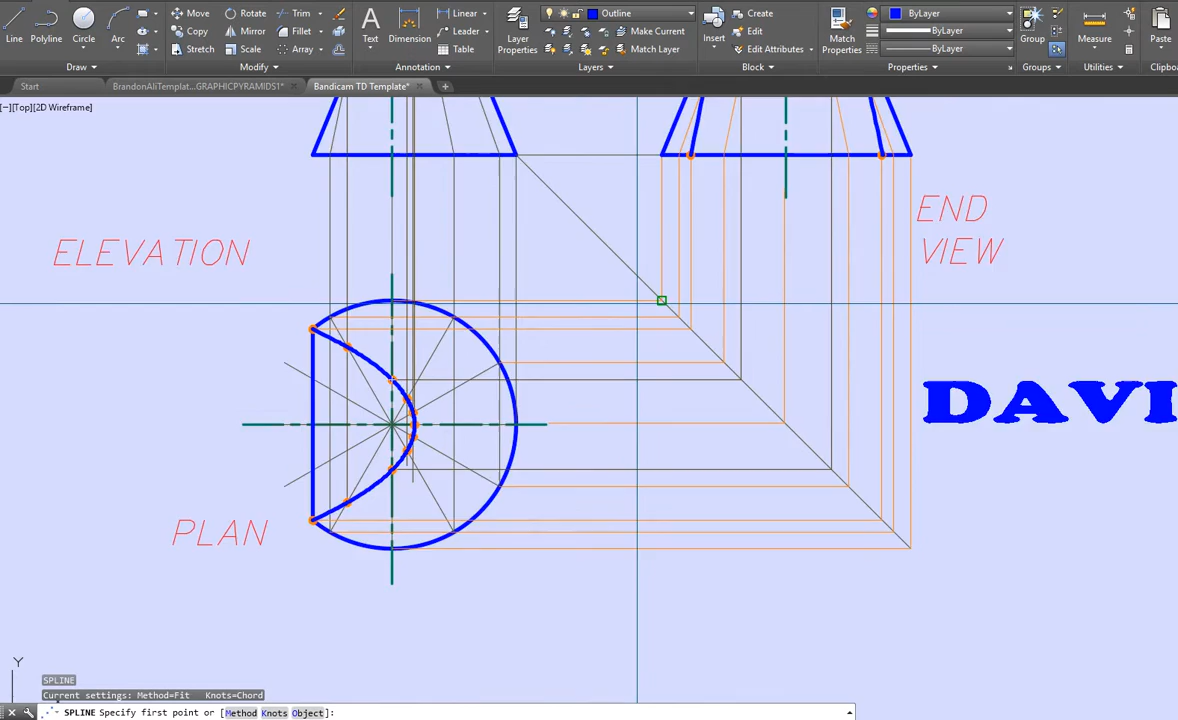 Line Polyline Circle Arc
Move Rotate Trim
Copy Mirror Fillet
Stretch Scale Array
Draw Modify
Text Dimension
Linear
Leader
Table
Annotation
Layer Properties
Outline
Make Current
Match Layer
Layers
Insert
Create
Edit
Edit Attributes
Block
Match Properties
ByLayer
ByLayer
ByLayer
Properties
Group
Groups
Measure
Utilities
Paste
Clipbo
Start BrandonAliTemplat...GRAPHICPYRAMIDS1* Bandicam TD Template*
[−][Top][2D Wireframe]
ELEVATION
END
VIEW
DAVI
PLAN
Y
SPLINE
Current settings: Method=Fit Knots=Chord
SPLINE Specify first point or [Method Knots Object]: